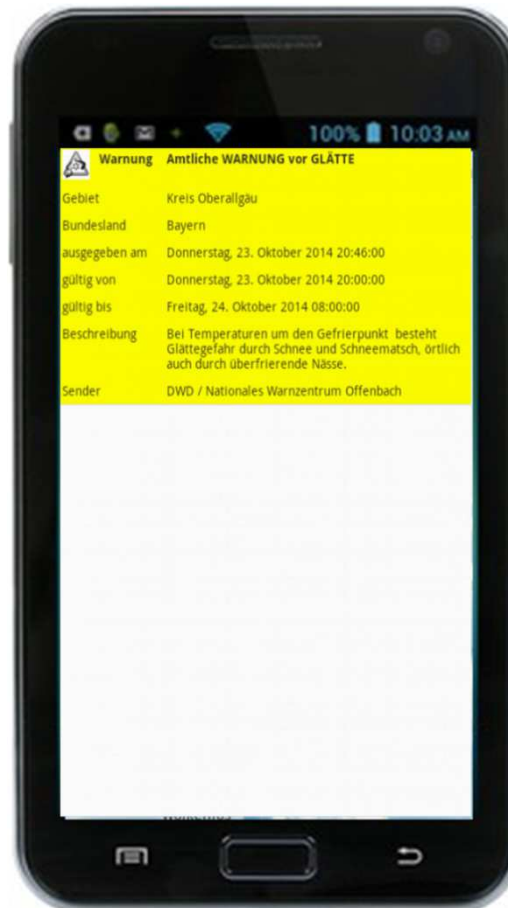 100% 10:03 AM
Warnung Amtliche WARNUNG vor GLÄTTE
Gebiet Kreis Oberallgäu
Bundesland Bayern
ausgegeben am Donnerstag, 23. Oktober 2014 20:46:00
gültig von Donnerstag, 23. Oktober 2014 20:00:00
gültig bis Freitag, 24. Oktober 2014 08:00:00
Beschreibung Bei Temperaturen um den Gefrierpunkt besteht
Glättegefahr durch Schnee und Schneematsch, örtlich
auch durch überfrierende Nässe.
Sender DWD / Nationales Warnzentrum Offenbach